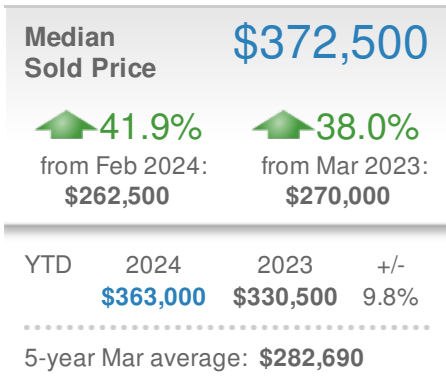 Median $372,500
Sold Price
41.9% 38.0%
from Feb 2024: from Mar 2023:
$262,500 $270,000
YTD 2024 2023 +/-
$363,000 $330,500 9.8%
5-year Mar average: $282,690